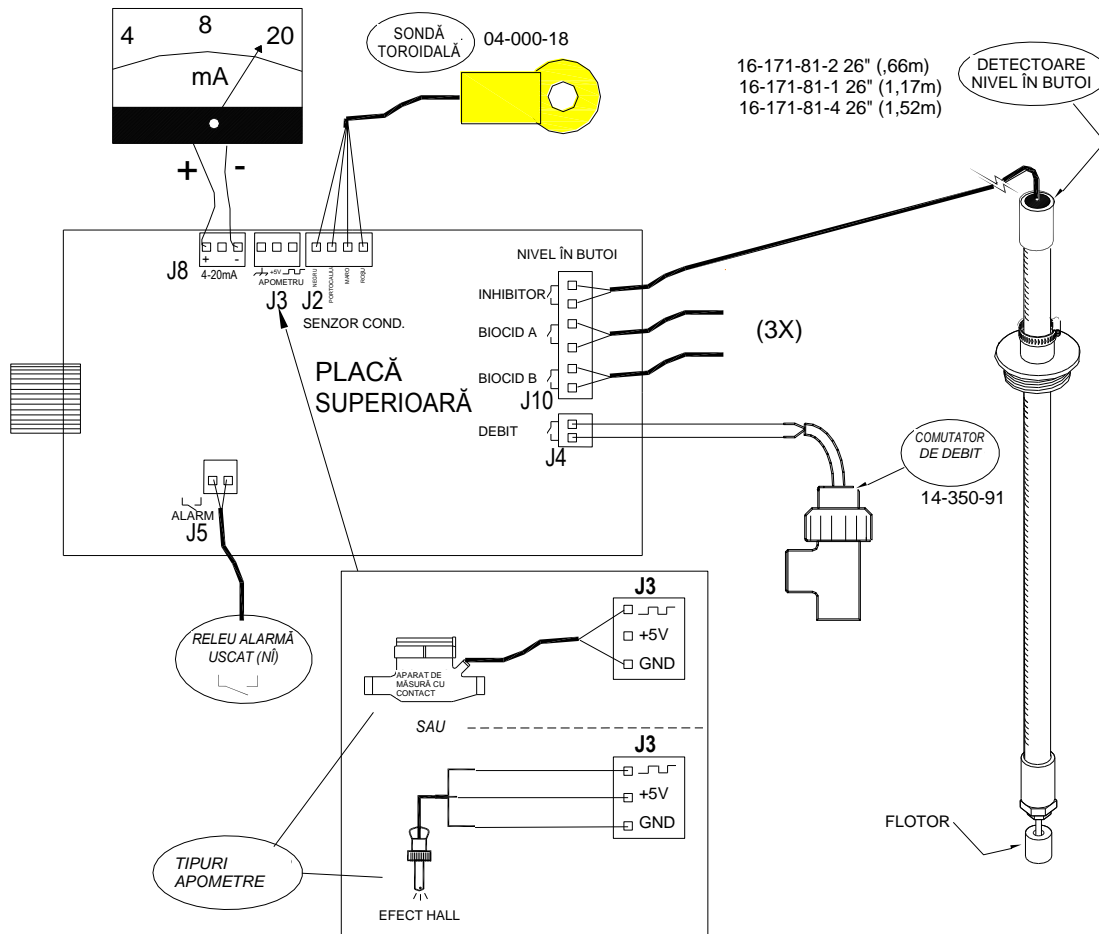 4 8 20
mA
+ -
SONDĂ
TOROIDALĂ
04-000-18
16-171-81-2 26" (,66m)
16-171-81-1 26" (1,17m)
16-171-81-4 26" (1,52m)
DETECTOARE
NIVEL ÎN BUTOI
J8
+ -
4-20mA
+5V
APOMETRU
J3
J2
NEGRU
PORTOCALIU
MARO
ROȘU
SENZOR COND.
NIVEL ÎN BUTOI
INHIBITOR
BIOCID A
BIOCID B
J10
(3X)
PLACĂ
SUPERIOARĂ
DEBIT
J4
COMUTATOR
DE DEBIT
14-350-91
ALARM
J5
RELEU ALARMĂ
USCAT (NÎ)
J3
+5V
GND
APARAT DE
MĂSURĂ CU
CONTACT
SAU
J3
+5V
GND
TIPURI
APOMETRE
EFECT HALL
FLOTOR